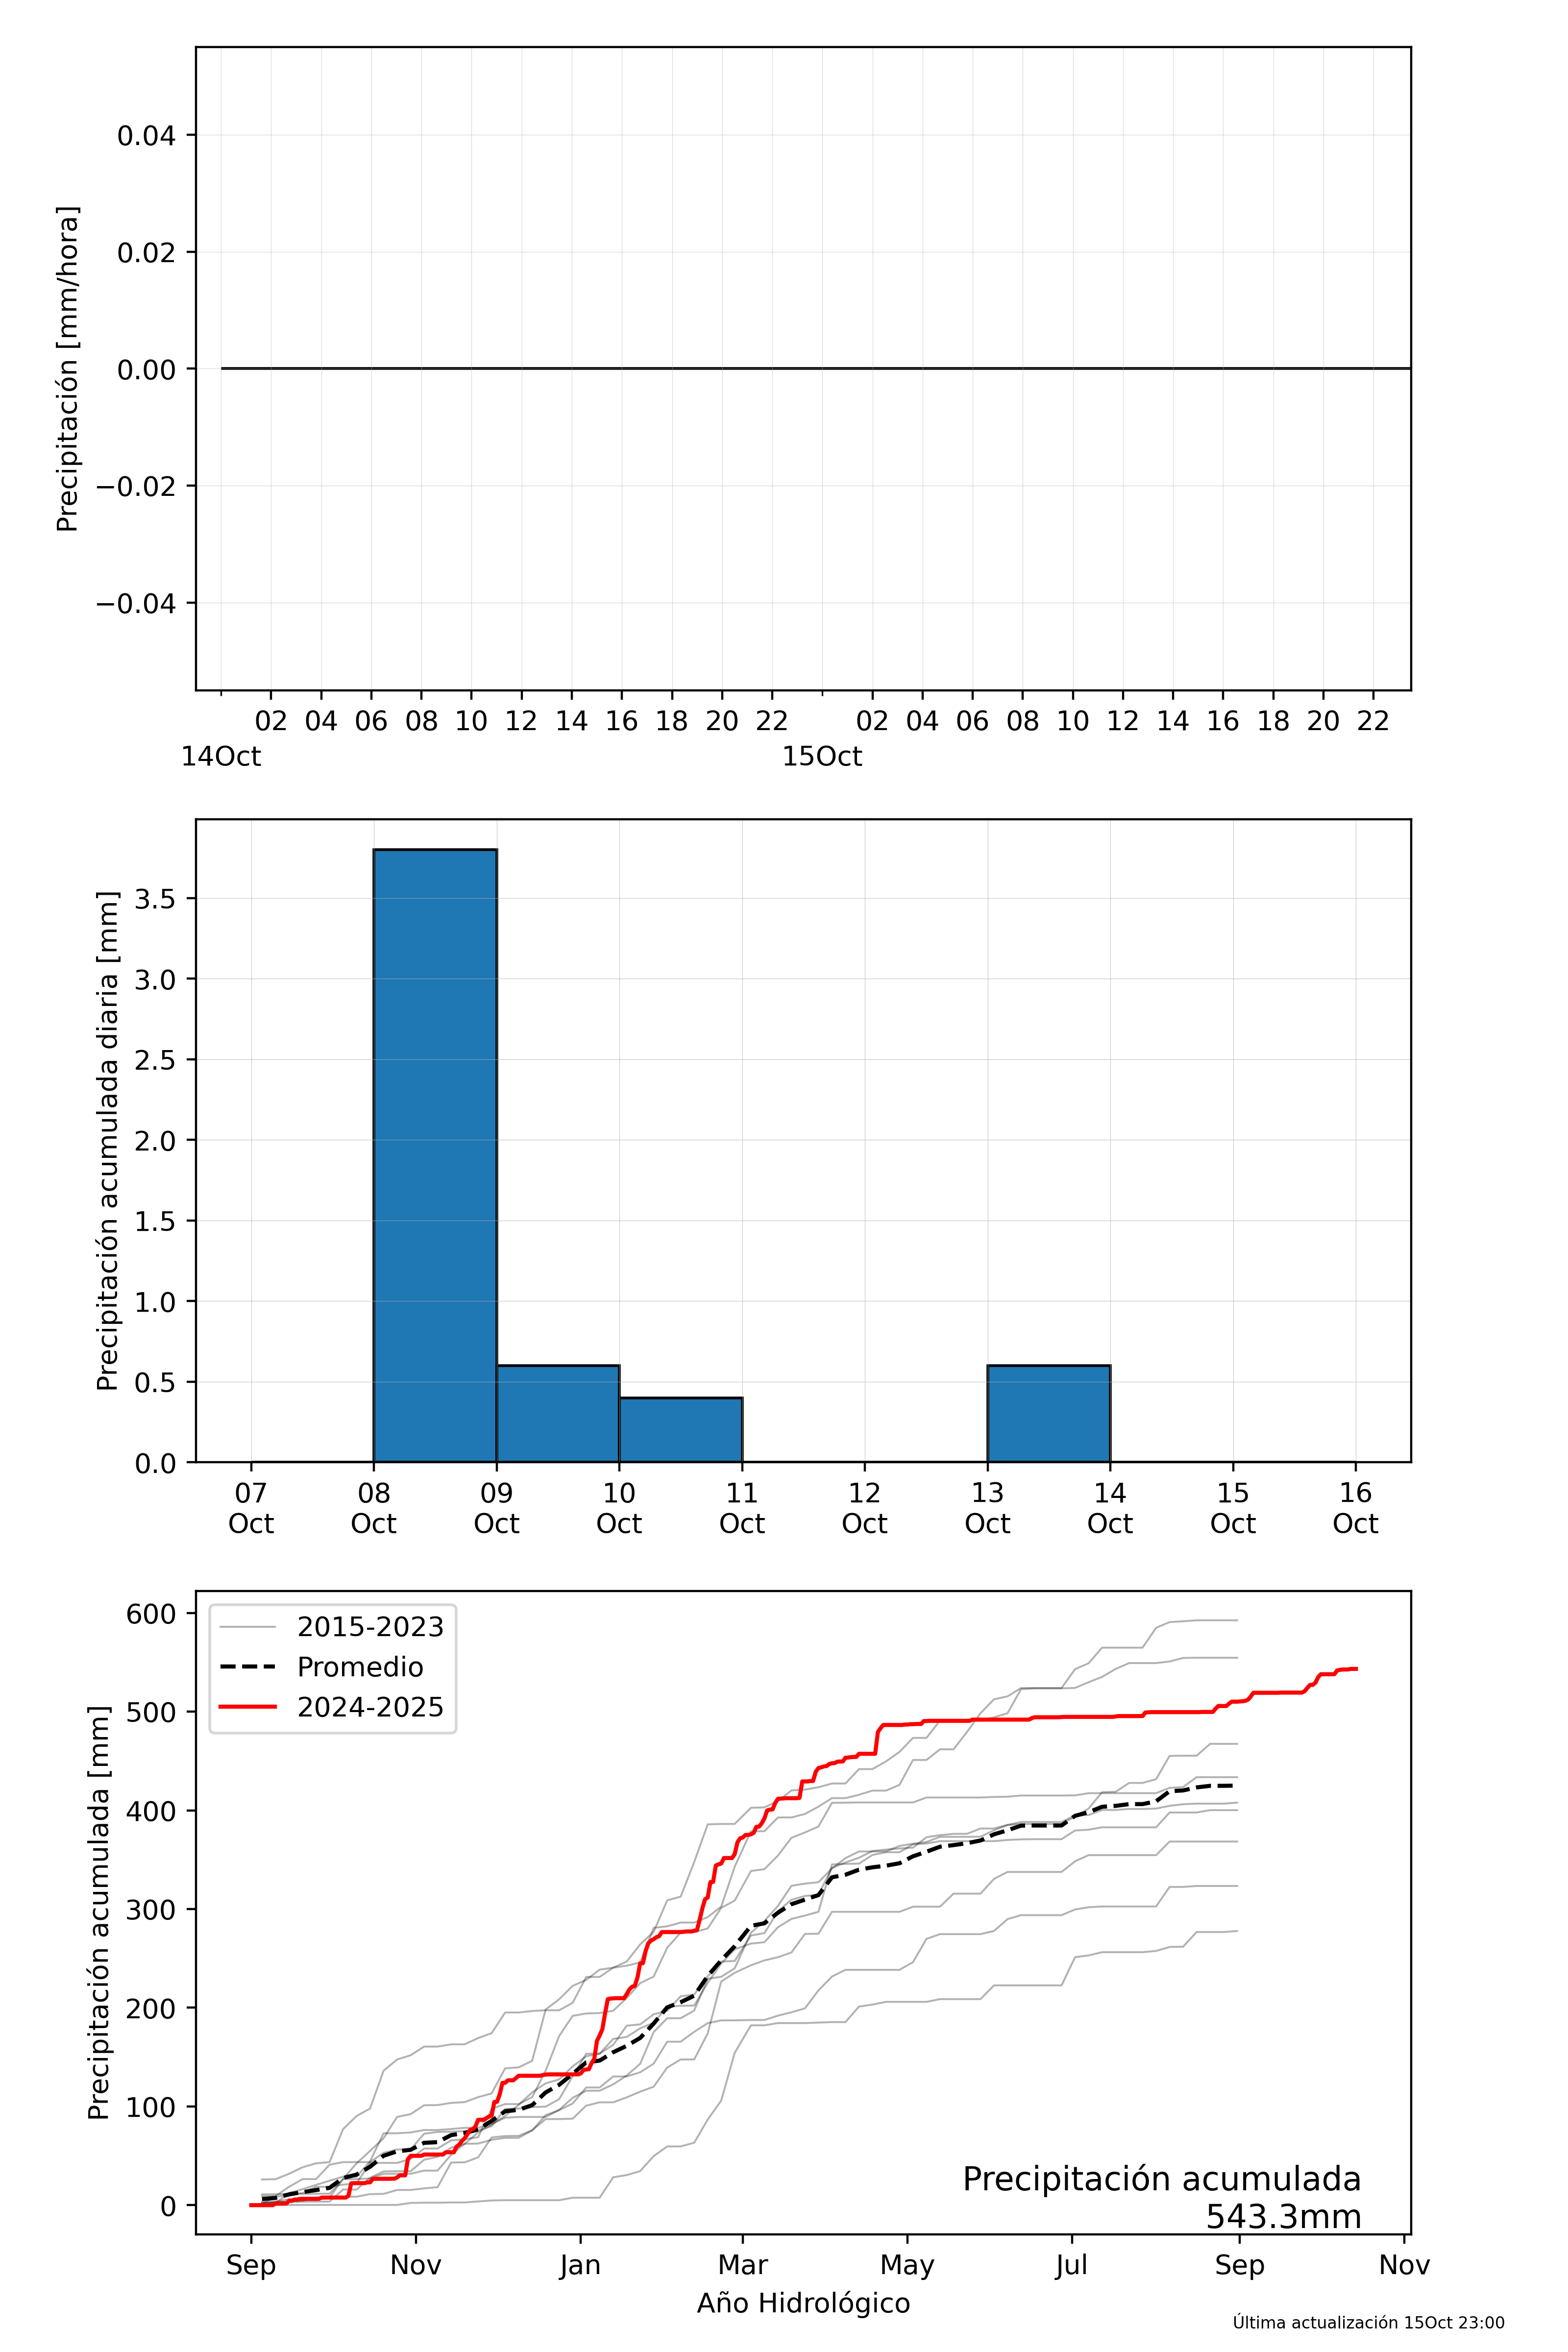 Precipitación [mm/hora]
0.04
0.02
0.00
−0.02
−0.04
02 04 06 08 10 12 14 16 18 20 22 02 04 06 08 10 12 14 16 18 20 22
14Oct 15Oct
Precipitación acumulada diaria [mm]
3.5
3.0
2.5
2.0
1.5
1.0
0.5
0.0
07 08 09 10 11 12 13 14 15 16
Oct Oct Oct Oct Oct Oct Oct Oct Oct Oct
Precipitación acumulada [mm]
600
500
400
300
200
100
0
2015-2023
Promedio
2024-2025
Precipitación acumulada
543.3mm
Sep Nov Jan Mar May Jul Sep Nov
Año Hidrológico
Última actualización 15Oct 23:00